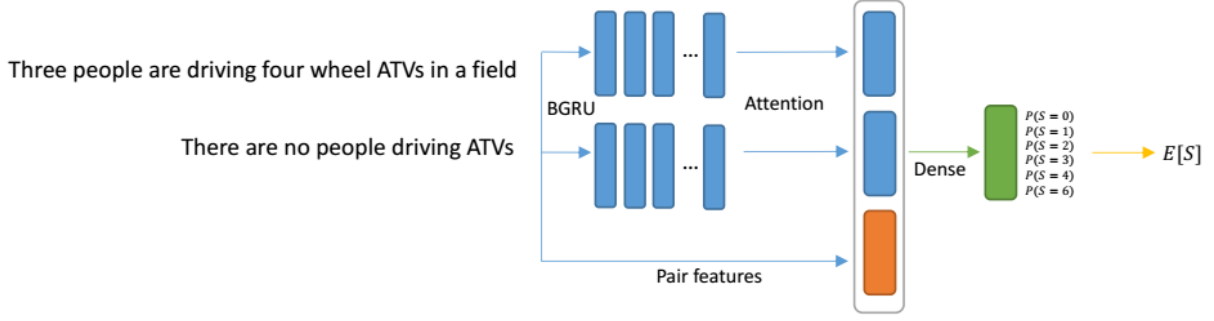 Three people are driving four wheel ATVs in a field
There are no people driving ATVs
BGRU
...
...
Attention
Pair features
Dense
P(S = 0)
P(S = 1)
P(S = 2)
P(S = 3)
P(S = 4)
P(S = 6)
E[S]